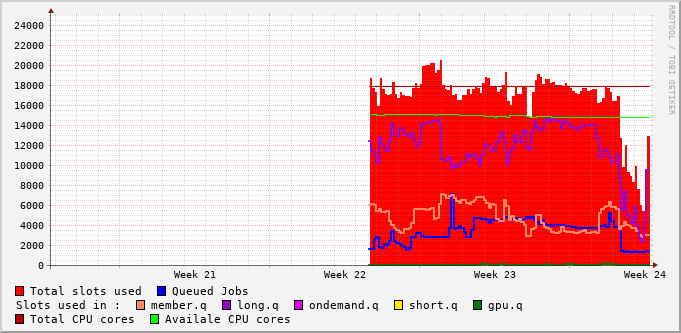 RRDTOOL / TOBI OETIKER
24000
22000
20000
18000
16000
14000
12000
10000
8000
6000
4000
2000
0
Week 21 Week 22 Week 23 Week 24
Total slots used Queued Jobs
Slots used in : member.q long.q ondemand.q short.q gpu.q
Total CPU cores Availale CPU cores